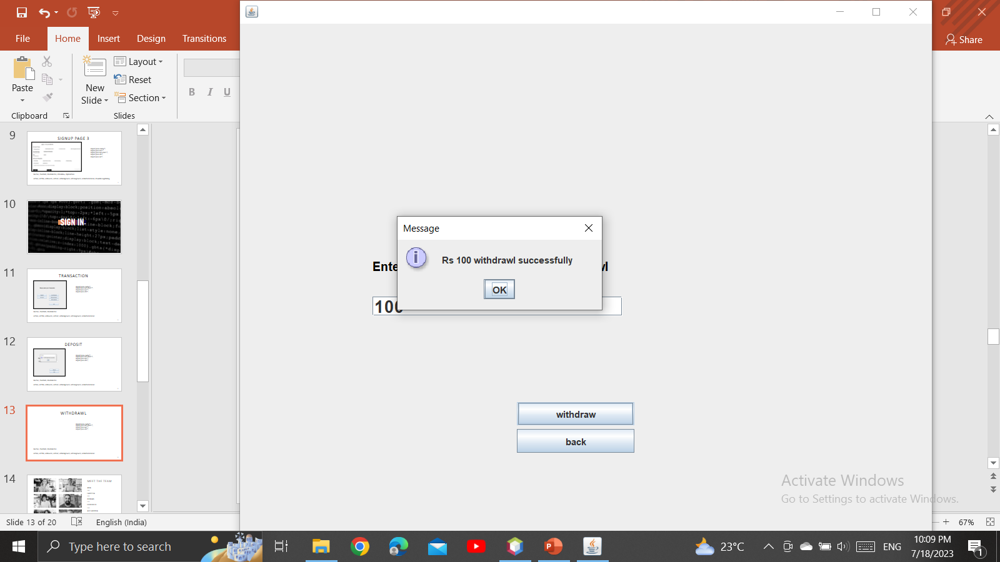 File
Home
Insert
Design
Transitions
Share
Paste
New
Slide
Layout
Reset
Section
B I U
Clipboard
Slides
9
SIGNUP PAGE 3
10
SIGN IN
11
TRANSACTION
12
DEPOSIT
13
WITHDRAWL
14
MEET THE TEAM
Message
Rs 100 withdrawl successfully
OK
100
withdraw
back
Activate Windows
Go to Settings to activate Windows.
Slide 13 of 20
English (India)
67%
Type here to search
23°C
ENG
10:09 PM
7/18/2023
1